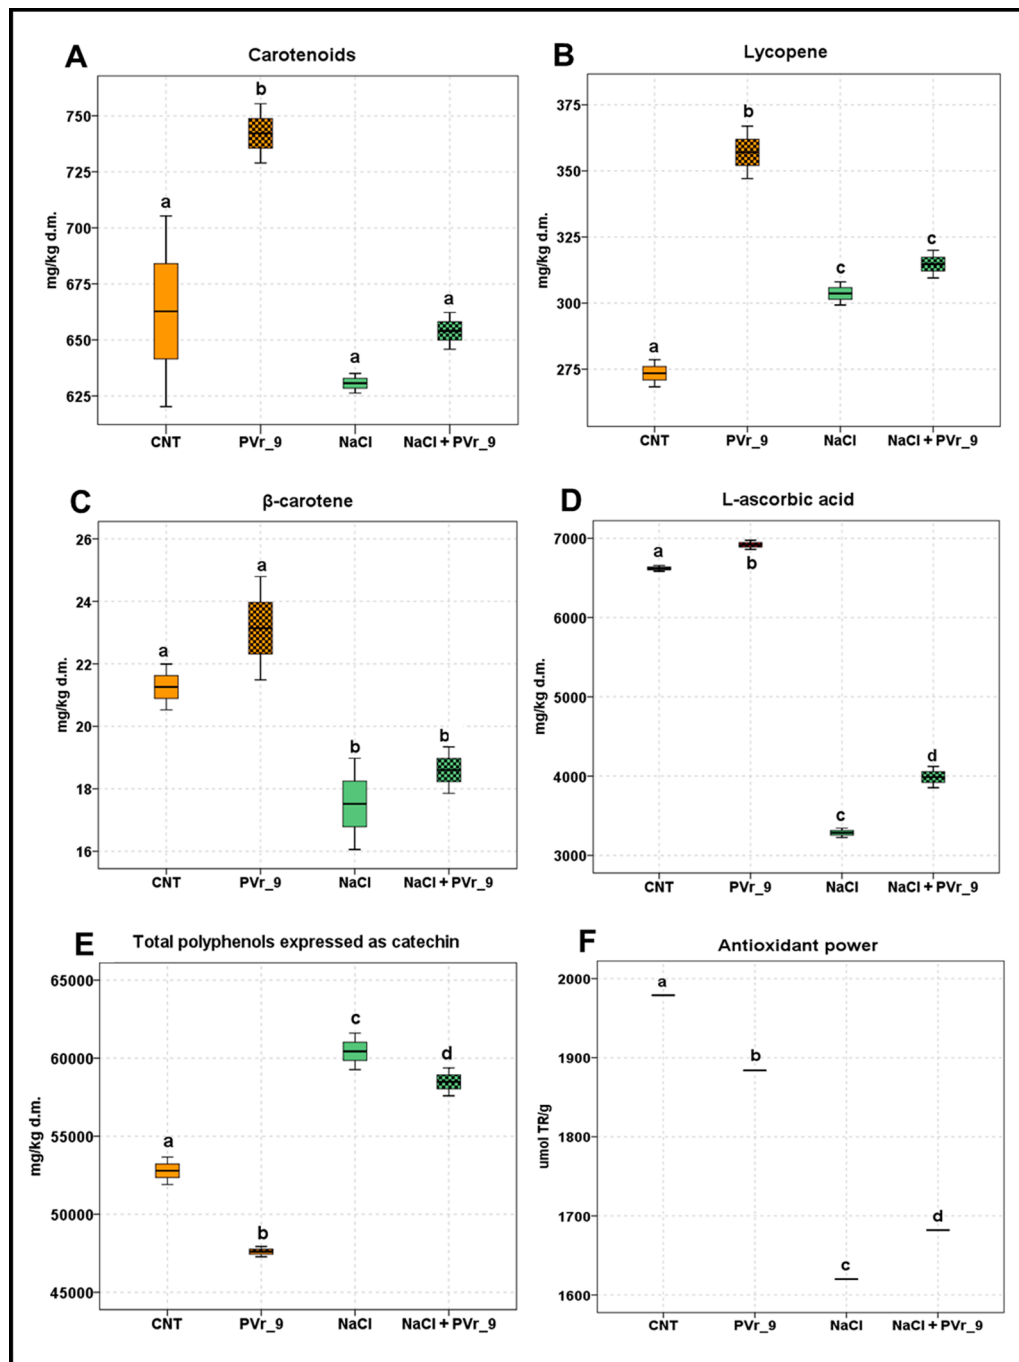 A
Carotenoids
mg/kg d.m.
750
725
700
675
650
625
a
b
a
a
CNT
PVr_9
NaCl
NaCl + PVr_9
B
Lycopene
mg/kg d.m.
375
350
325
300
275
a
b
c
c
CNT
PVr_9
NaCl
NaCl + PVr_9
C
β-carotene
mg/kg d.m.
26
24
22
20
18
16
a
a
b
b
CNT
PVr_9
NaCl
NaCl + PVr_9
D
L-ascorbic acid
mg/kg d.m.
7000
6000
5000
4000
3000
a
b
c
d
CNT
PVr_9
NaCl
NaCl + PVr_9
E
Total polyphenols expressed as catechin
mg/kg d.m.
65000
60000
55000
50000
45000
a
b
c
d
CNT
PVr_9
NaCl
NaCl + PVr_9
F
Antioxidant power
umol TR/g
2000
1900
1800
1700
1600
a
b
c
d
CNT
PVr_9
NaCl
NaCl + PVr_9